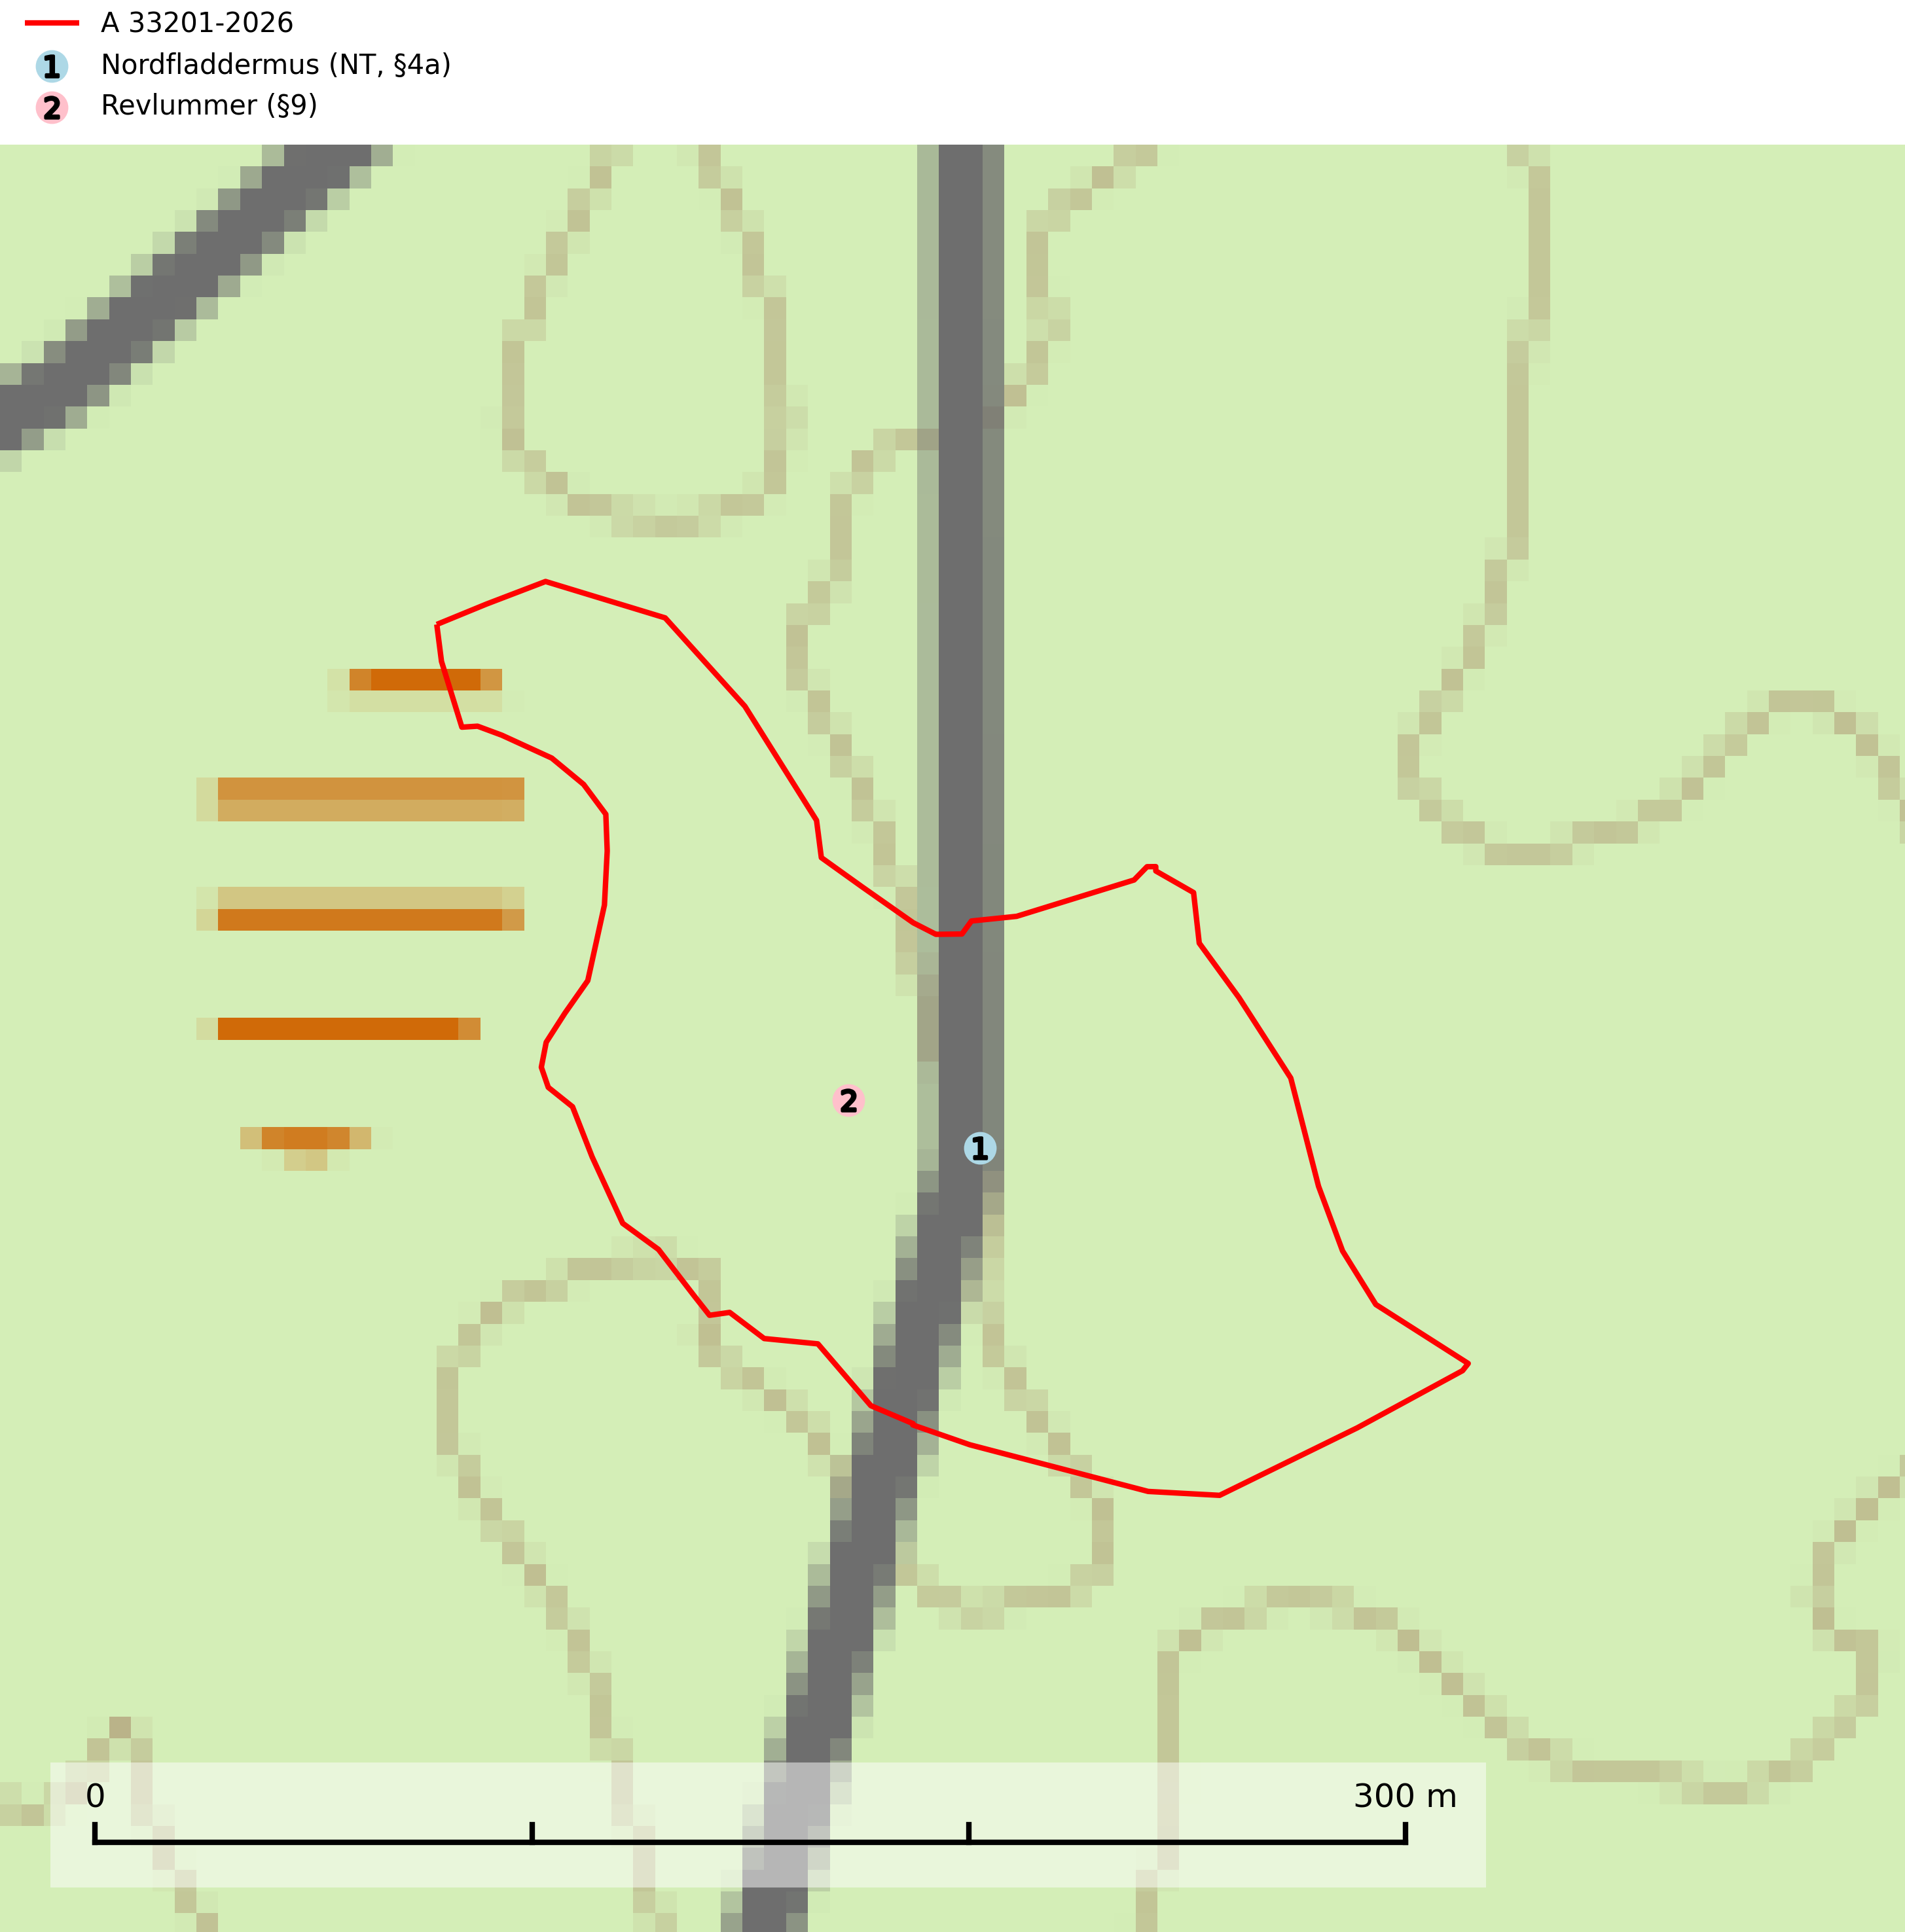 A 33201-2026
1 Nordfladdermus (NT, §4a)
2 Revlummer (§9)
2
1
0 300 m